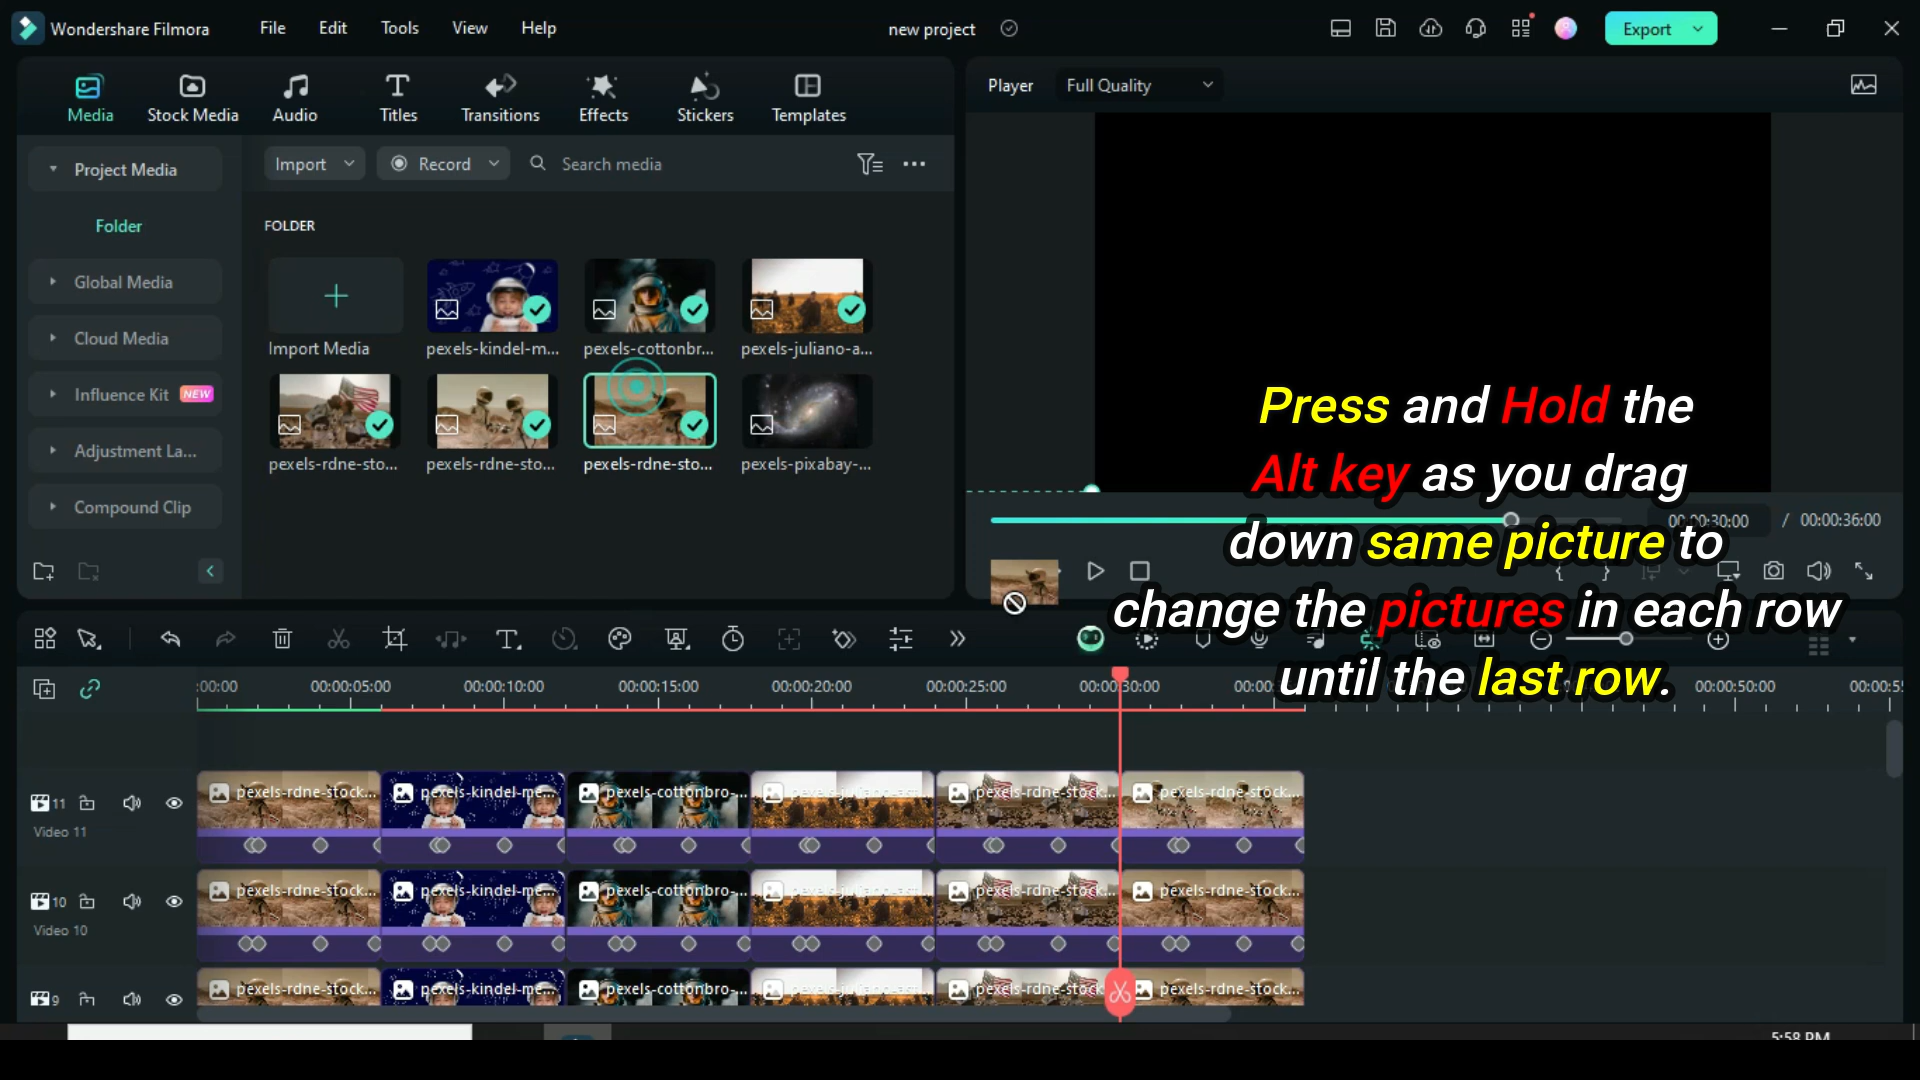 Wondershare Filmora
File
Edit
Tools
View
Help
new project
Export
Media
Stock Media
Audio
Titles
Transitions
Effects
Stickers
Templates
Player
Full Quality
Project Media
Import
Record
Search media
Folder
FOLDER
Global Media
Cloud Media
Influence Kit
NEW
Adjustment La...
Compound Clip
Import Media
pexels-kindel-m...
pexels-cottonbr...
pexels-juliano-a...
pexels-rdne-sto...
pexels-rdne-sto...
pexels-rdne-sto...
pexels-pixabay-...
Press and Hold the
Alt key as you drag
down same picture to
change the pictures in each row
until the last row.
00:00:30:00 / 00:00:36:00
:00:00
00:00:05:00
00:00:10:00
00:00:15:00
00:00:20:00
00:00:25:00
00:00:30:00
00:00:50:00
11
Video 11
pexels-rdne-stock...
pexels-kindel-me...
pexels-cottonbro-...
pexels-juliano-ast...
pexels-rdne-stock...
pexels-rdne-stock...
10
Video 10
pexels-rdne-stock...
pexels-kindel-me...
pexels-cottonbro-...
pexels-juliano-ast...
pexels-rdne-stock...
pexels-rdne-stock...
9
pexels-rdne-stock...
pexels-kindel-me...
pexels-cottonbro-...
pexels-juliano-ast...
pexels-rdne-stock...
pexels-rdne-stock...
5:58 PM